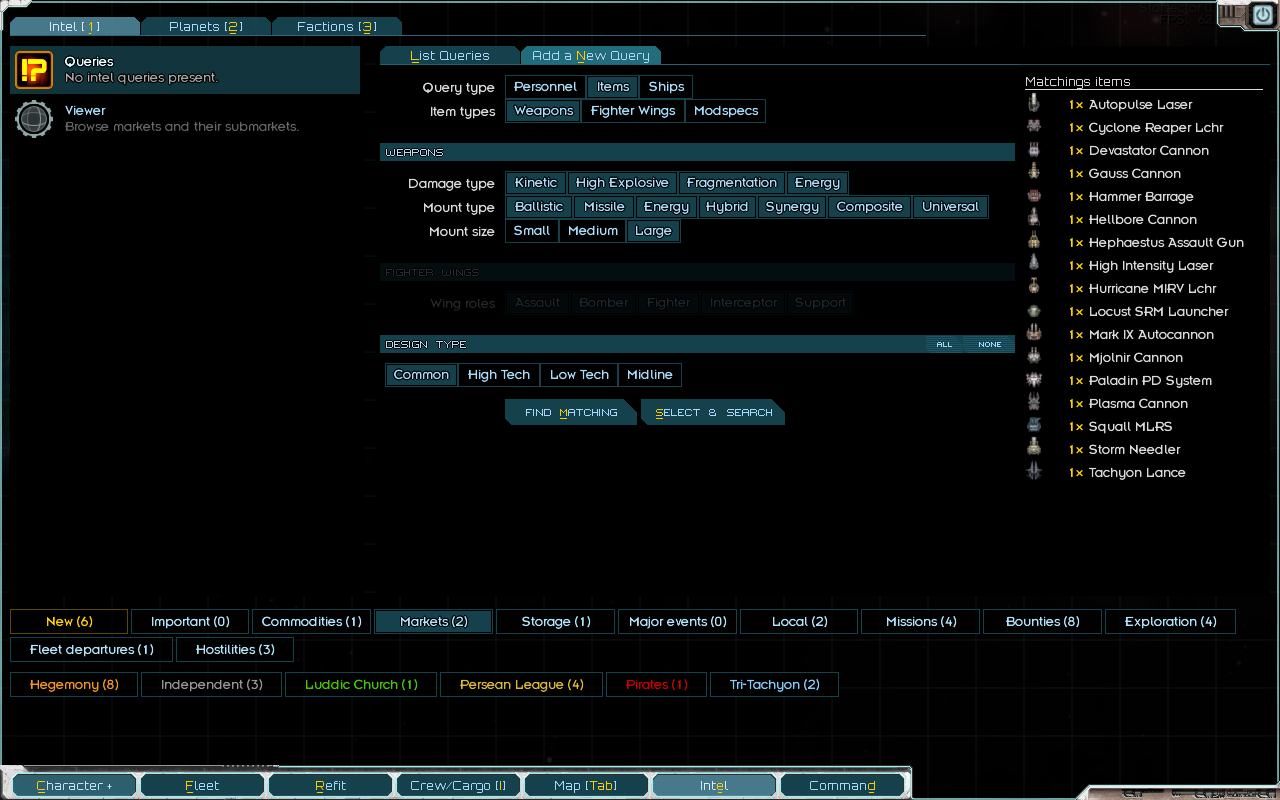 Intel [1] Planets [2] Factions [3]
Queries
No intel queries present.
Viewer
Browse markets and their submarkets.
List Queries Add a New Query
Query type Personnel Items Ships
Item types Weapons Fighter Wings Modspecs
WEAPONS
Damage type Kinetic High Explosive Fragmentation Energy
Mount type Ballistic Missile Energy Hybrid Synergy Composite Universal
Mount size Small Medium Large
FIGHTER WINGS
Wing roles Assault Bomber Fighter Interceptor Support
DESIGN TYPE ALL NONE
Common High Tech Low Tech Midline
FIND MATCHING SELECT & SEARCH
Matchings items
1× Autopulse Laser
1× Cyclone Reaper Lchr
1× Devastator Cannon
1× Gauss Cannon
1× Hammer Barrage
1× Hellbore Cannon
1× Hephaestus Assault Gun
1× High Intensity Laser
1× Hurricane MIRV Lchr
1× Locust SRM Launcher
1× Mark IX Autocannon
1× Mjolnir Cannon
1× Paladin PD System
1× Plasma Cannon
1× Squall MLRS
1× Storm Needler
1× Tachyon Lance
New (6) Important (0) Commodities (1) Markets (2) Storage (1) Major events (0) Local (2) Missions (4) Bounties (8) Exploration (4)
Fleet departures (1) Hostilities (3)
Hegemony (8) Independent (3) Luddic Church (1) Persean League (4) Pirates (1) Tri-Tachyon (2)
Character + Fleet Refit Crew/Cargo [I] Map [Tab] Intel Command